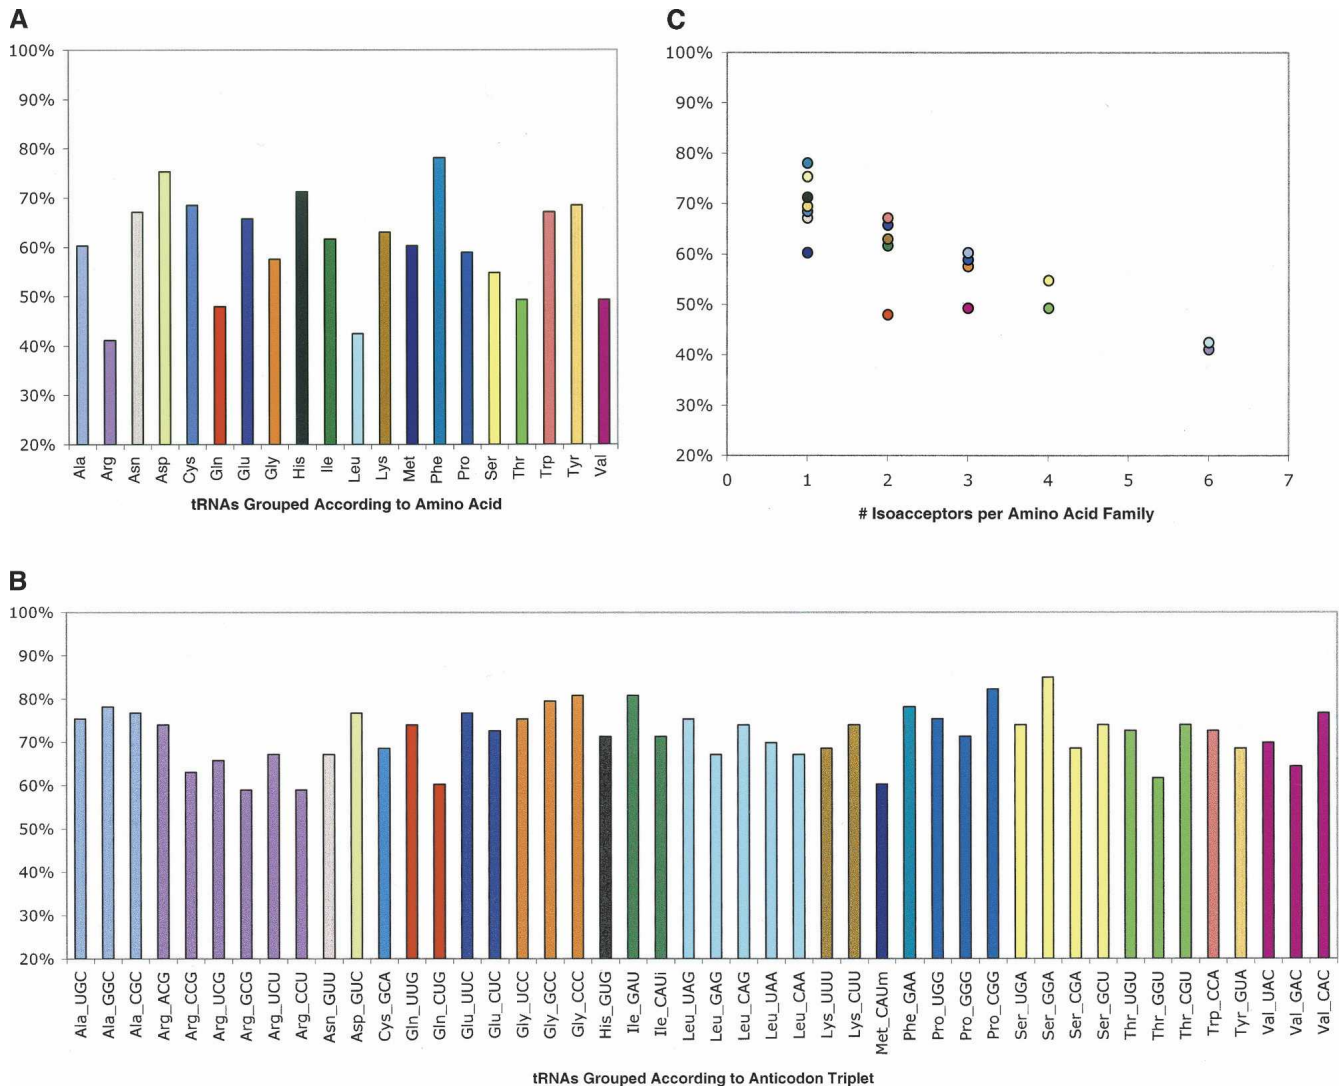 A
100%
90%
80%
70%
60%
50%
40%
30%
20%
Ala
Arg
Asn
Asp
Cys
Gln
Glu
Gly
His
Ile
Leu
Lys
Met
Phe
Pro
Ser
Thr
Trp
Tyr
Val
tRNAs Grouped According to Amino Acid
C
100%
90%
80%
70%
60%
50%
40%
30%
20%
0 1 2 3 4 5 6 7
# Isoacceptors per Amino Acid Family
B
100%
90%
80%
70%
60%
50%
40%
30%
20%
Ala_UGC
Ala_GGC
Ala_CGC
Arg_ACG
Arg_CCG
Arg_UCG
Arg_GCG
Arg_UCU
Arg_CCU
Asn_GUU
Asp_GUC
Cys_GCA
Gln_UUG
Gln_CUG
Glu_UUC
Glu_CUC
Gly_UCC
Gly_GCC
Gly_CCC
His_GUG
Ile_GAU
Ile_CAUi
Leu_UAG
Leu_GAG
Leu_CAG
Leu_UAA
Leu_CAA
Lys_UUU
Lys_CUU
Met_CAUm
Phe_GAA
Pro_UGG
Pro_GGG
Pro_CGG
Ser_UGA
Ser_GGA
Ser_CGA
Ser_GCU
Thr_UGU
Thr_GGU
Thr_CGU
Trp_CCA
Tyr_GUA
Val_UAC
Val_GAC
Val_CAC
tRNAs Grouped According to Anticodon Triplet